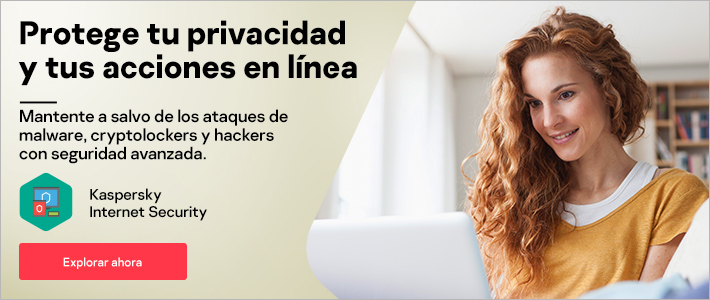 Protege tu privacidad
y tus acciones en línea
Mantente a salvo de los ataques de
malware, cryptolockers y hackers
con seguridad avanzada.
Kaspersky
Internet Security
Explorar ahora